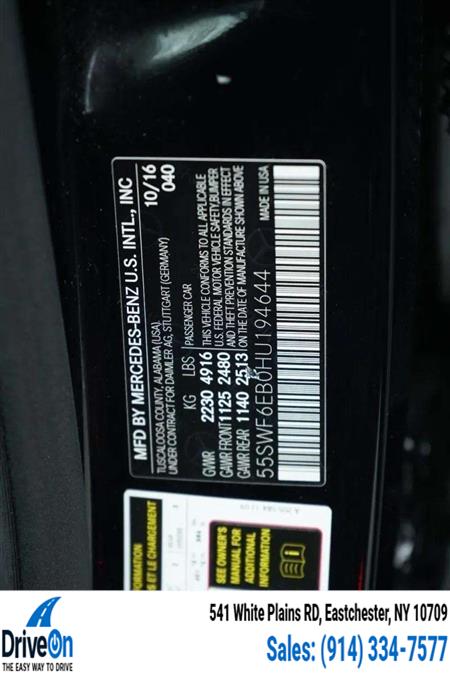 MFD BY MERCEDES-BENZ U.S. INTL., INC
TUSCALOOSA COUNTY, ALABAMA (USA)
UNDER CONTRACT FOR DAIMLER AG, STUTTGART (GERMANY)
10/16
040
KG LBS PASSENGER CAR
GVWR 2230 4916
GAWR FRONT 1125 2480
GAWR REAR 1140 2513
THIS VEHICLE CONFORMS TO ALL APPLICABLE
U.S. FEDERAL MOTOR VEHICLE SAFETY, BUMPER
AND THEFT PREVENTION STANDARDS IN EFFECT
ON THE DATE OF MANUFACTURE SHOWN ABOVE
55SWF6EB0HU194644
MADE IN USA
INFORMATION
ET LE CHARGEMENT
SEE OWNER'S
MANUAL FOR
ADDITIONAL
INFORMATION
DriveOn
THE EASY WAY TO DRIVE
541 White Plains RD, Eastchester, NY 10709
Sales: (914) 334-7577